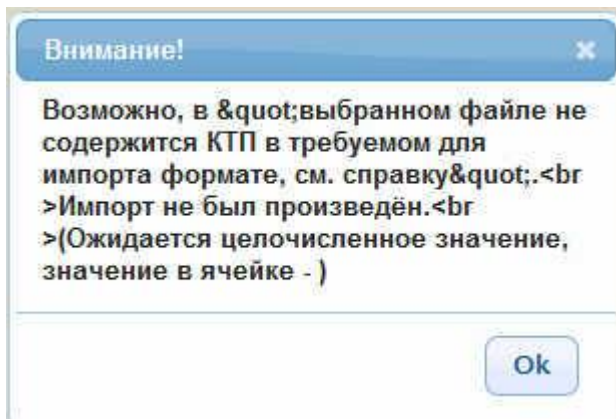 Внимание!
Возможно, в &quot;выбранном файле не
содержится КТП в требуемом для
импорта формате, см. справку&quot;.<br
>Импорт не был произведён.<br
>(Ожидается целочисленное значение,
значение в ячейке - )
Ok